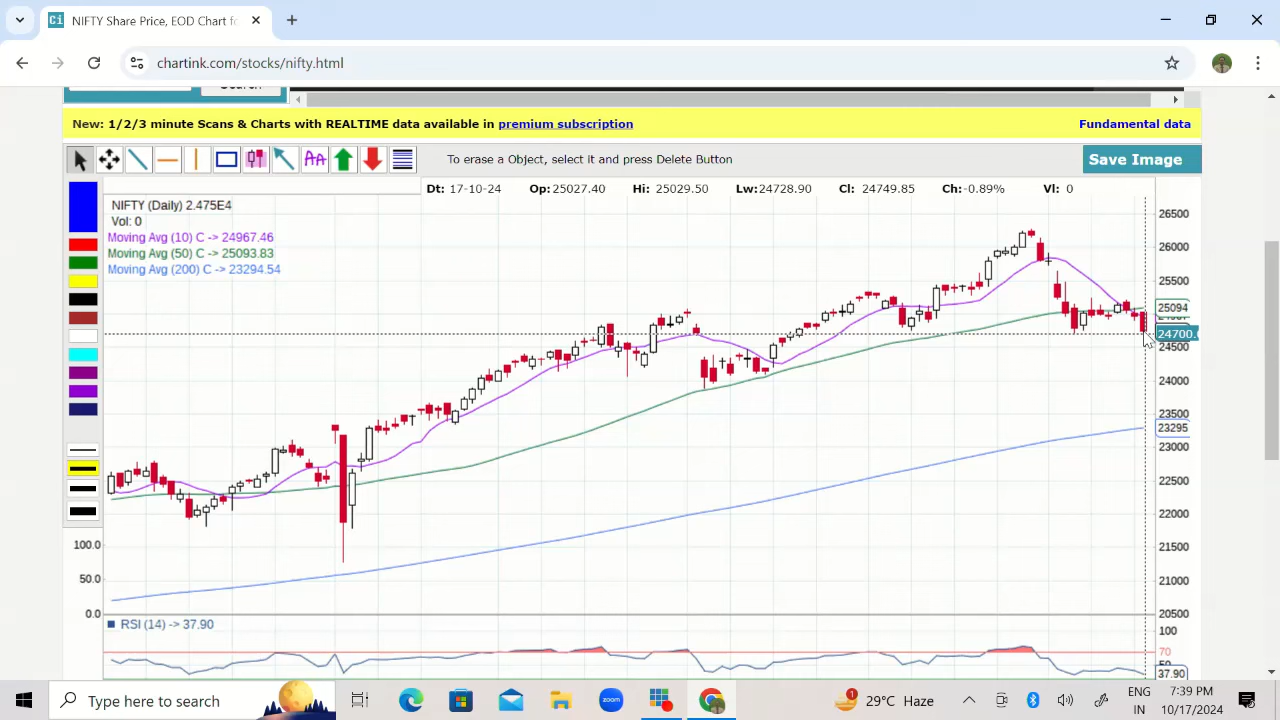 Ci NIFTY Share Price, EOD Chart f
chartink.com/stocks/nifty.html
New: 1/2/3 minute Scans & Charts with REALTIME data available in premium subscription Fundamental data
AA To erase a Object, select it and press Delete Button Save Image
Dt: 17-10-24 Op:25027.40 Hi: 25029.50 Lw:24728.90 Cl: 24749.85 Ch:-0.89% Vl: 0
NIFTY (Daily) 2.475E4
Vol: 0
Moving Avg (10) C -> 24967.46
Moving Avg (50) C -> 25093.83
Moving Avg (200) C -> 23294.54
26500
26000
25500
25094
24700.
24500
24000
23500
23295
23000
22500
22000
21500
21000
20500
100.0
50.0
0.0
RSI (14) -> 37.90
100
70
50
37.90
Type here to search
zoom
1
29°C Haze
ENG
IN
7:39 PM
10/17/2024